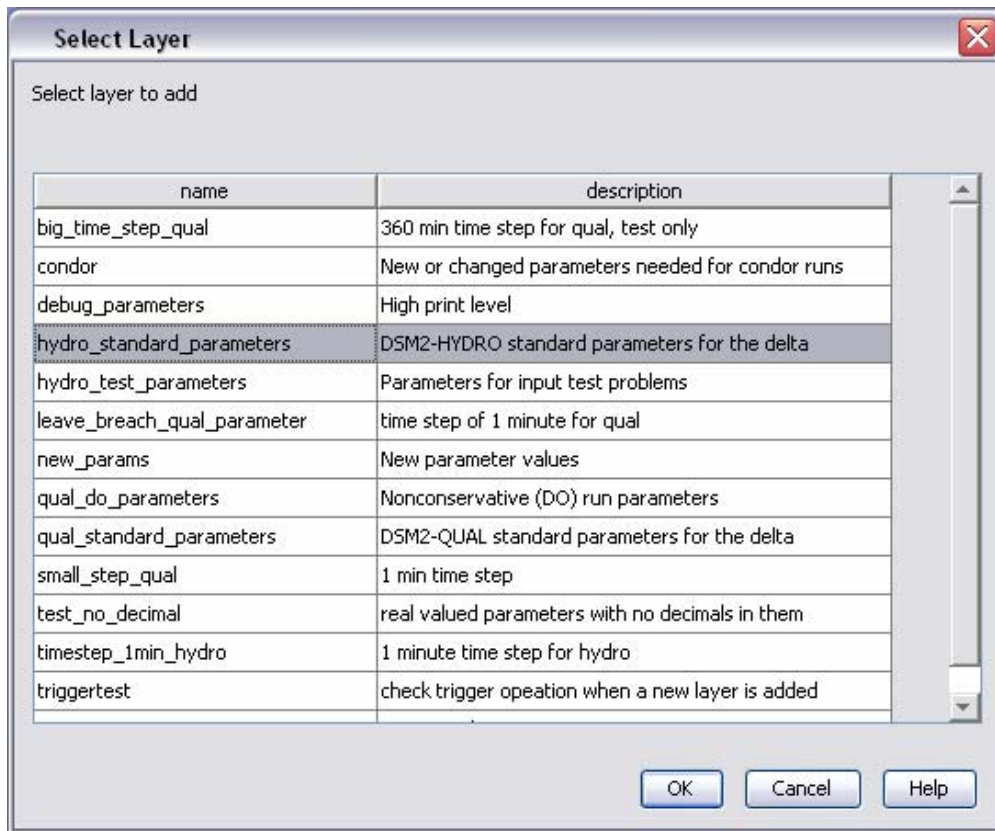 Select Layer
Select layer to add
name description
big_time_step_qual 360 min time step for qual, test only
condor New or changed parameters needed for condor runs
debug_parameters High print level
hydro_standard_parameters DSM2-HYDRO standard parameters for the delta
hydro_test_parameters Parameters for input test problems
leave_breach_qual_parameter time step of 1 minute for qual
new_params New parameter values
qual_do_parameters Nonconservative (DO) run parameters
qual_standard_parameters DSM2-QUAL standard parameters for the delta
small_step_qual 1 min time step
test_no_decimal real valued parameters with no decimals in them
timestep_1min_hydro 1 minute time step for hydro
triggertest check trigger opeation when a new layer is added
OK Cancel Help